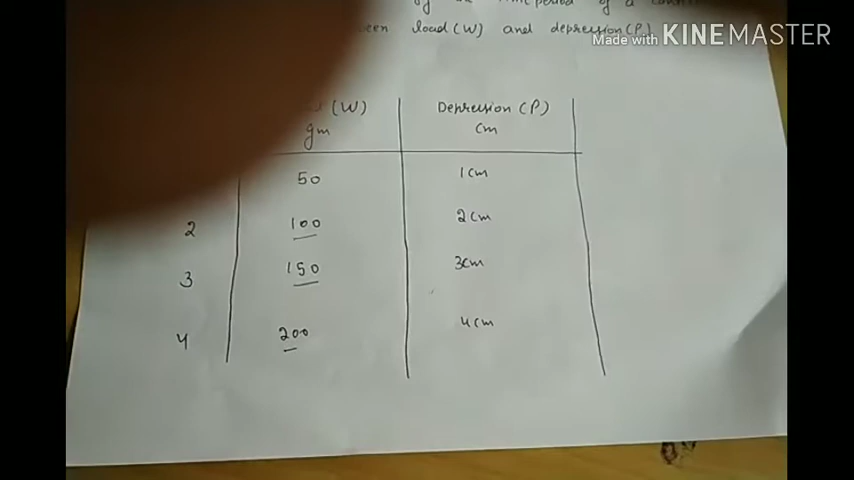 of a
load (W) and depression (P)
Made with KINEMASTER
(W) Depression (P)
gm cm
50 1cm
2 100 2cm
3 150 3cm
4 200 4cm